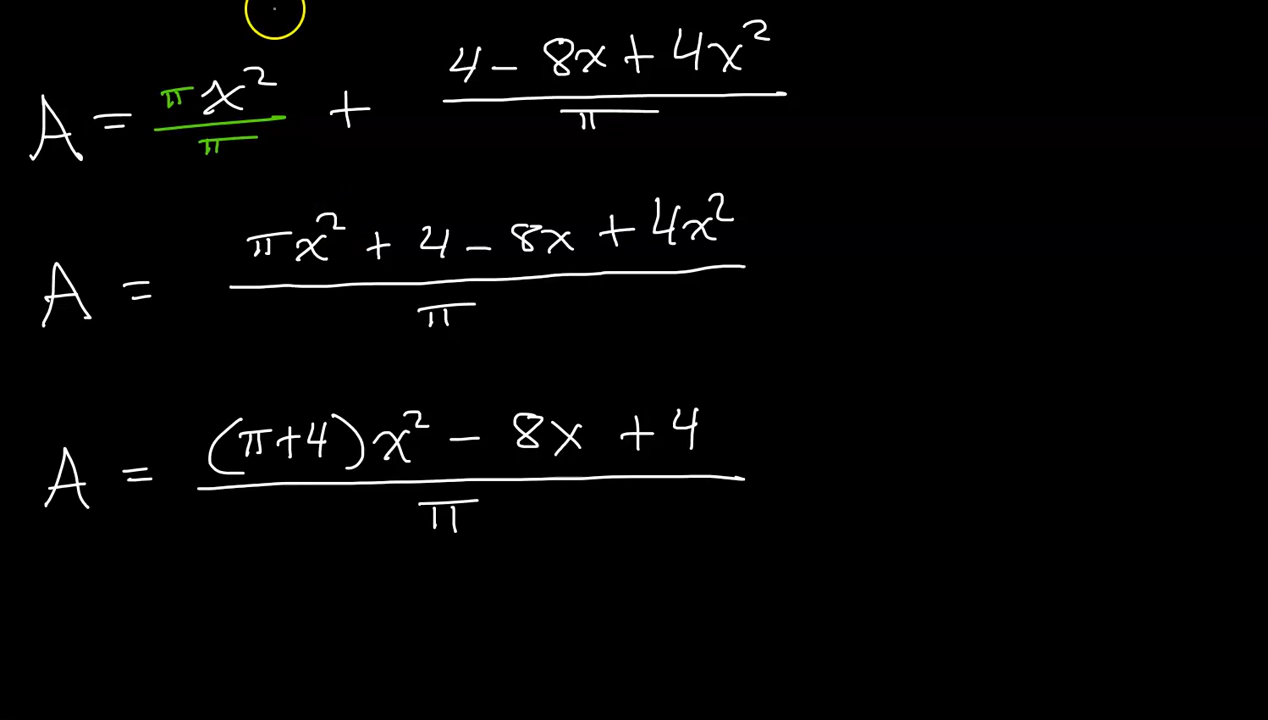 A = πx²/π + (4 - 8x + 4x²)/π
A = (πx² + 4 - 8x + 4x²)/π
A = ((π+4)x² - 8x + 4)/π